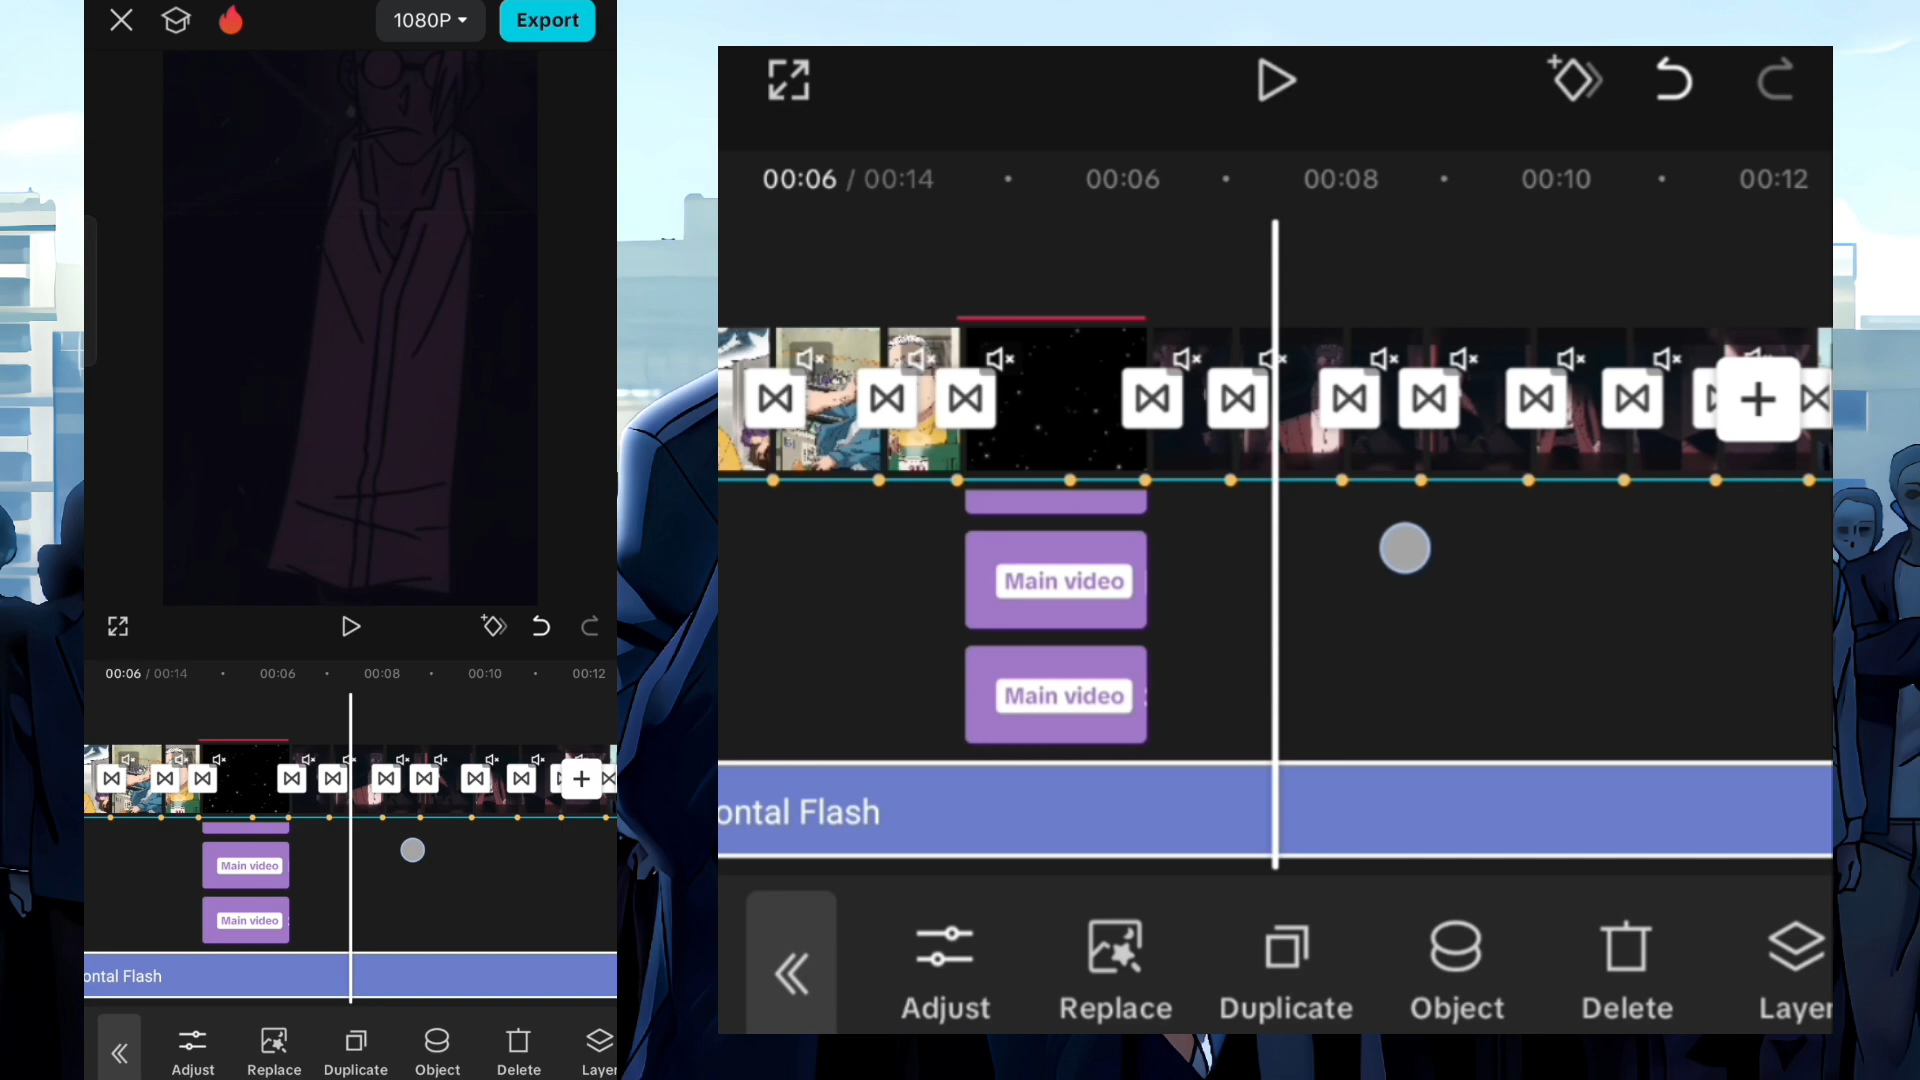 1080P
Export
00:06 / 00:14
00:06
00:08
00:10
00:12
Main video
Main video
ontal Flash
Adjust
Replace
Duplicate
Object
Delete
Layer
00:06 / 00:14
00:06
00:08
00:10
00:12
Main video
Main video
ontal Flash
Adjust
Replace
Duplicate
Object
Delete
Layer